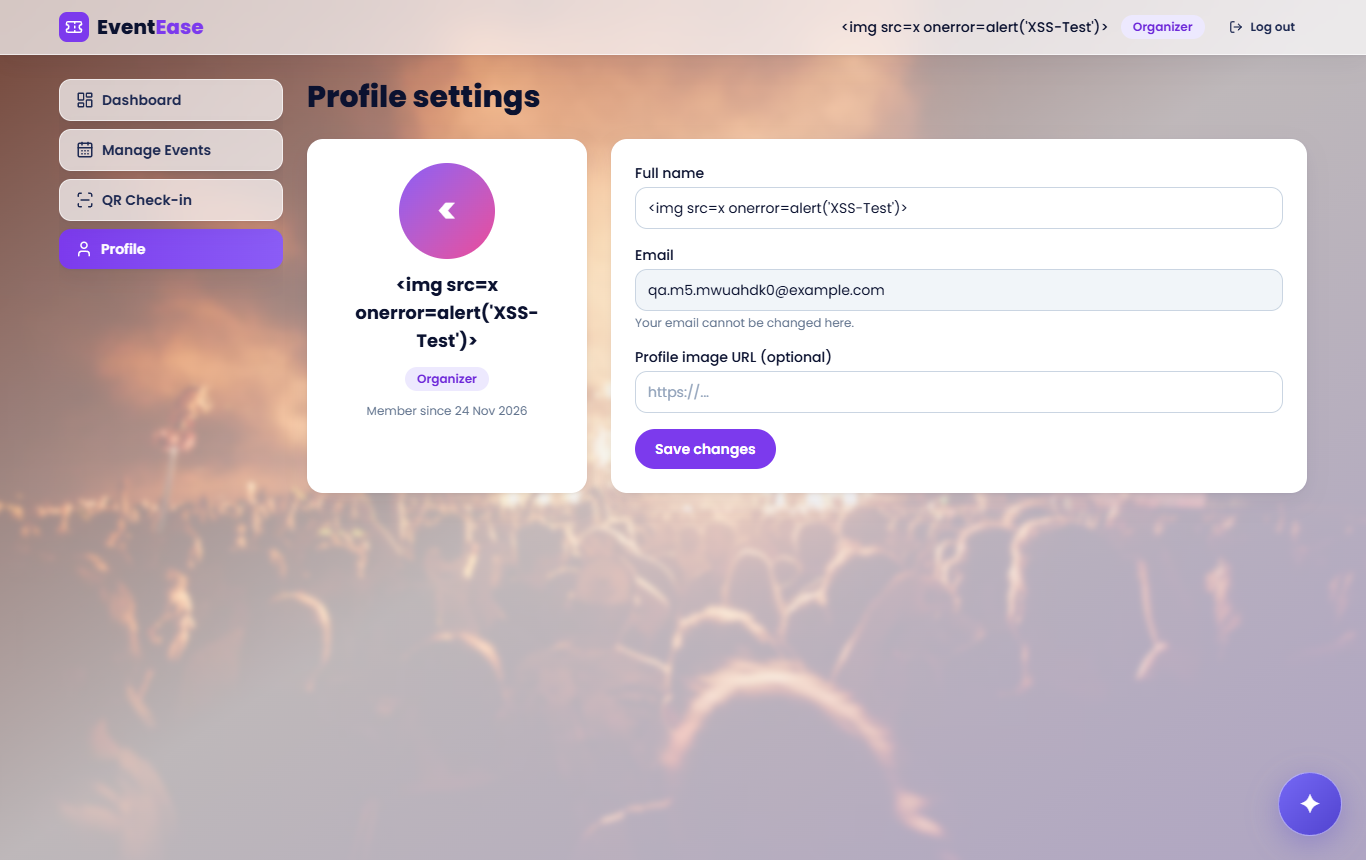 EventEase
<img src=x onerror=alert('XSS-Test')>
Organizer
Log out
Dashboard
Manage Events
QR Check-in
Profile
Profile settings
<
<img src=x
onerror=alert('XSS-
Test')>
Organizer
Member since 24 Nov 2026
Full name
<img src=x onerror=alert('XSS-Test')>
Email
qa.m5.mwuahdk0@example.com
Your email cannot be changed here.
Profile image URL (optional)
https://…
Save changes